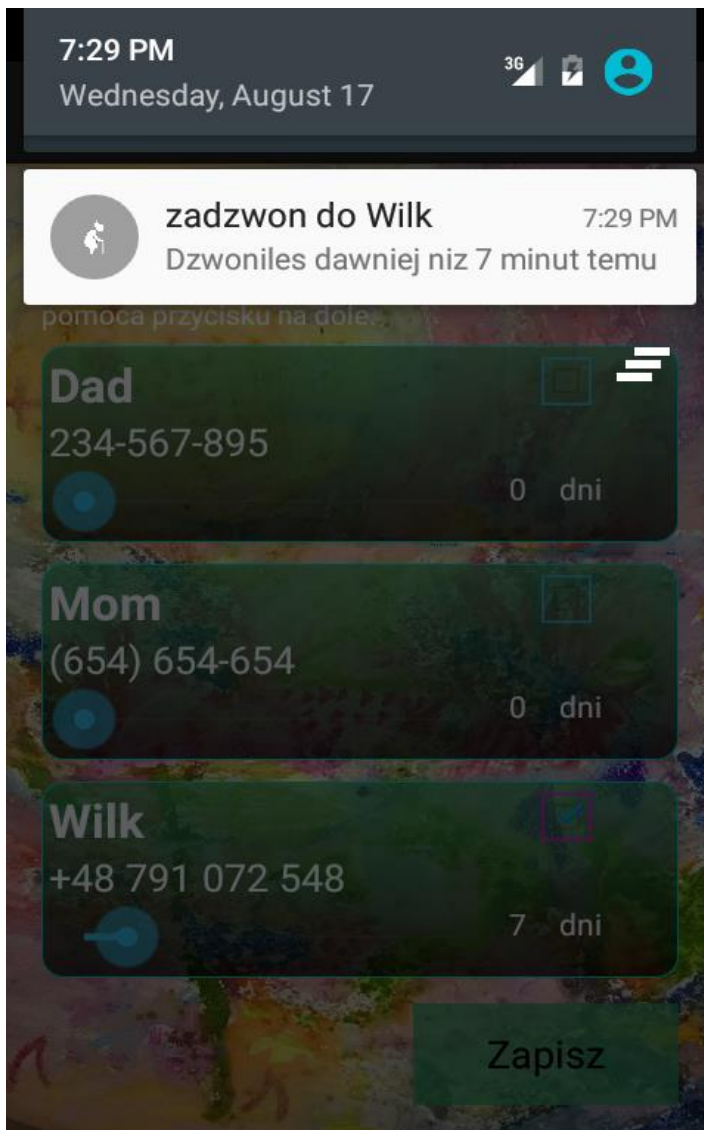 7:29 PM
3G
Wednesday, August 17
zadzwon do Wilk 7:29 PM
Dzwoniles dawniej niz 7 minut temu
pomoca przycisku na dole.
Dad
234-567-895
0 dni
Mom
(654) 654-654
0 dni
Wilk
+48 791 072 548
7 dni
Zapisz